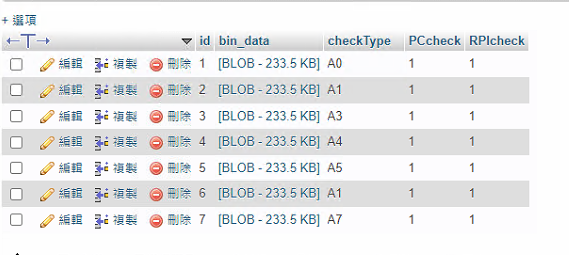 + 選項
←T→ id bin_data checkType PCcheck RPIcheck
編輯 複製 刪除 1 [BLOB - 233.5 KB] A0 1 1
編輯 複製 刪除 2 [BLOB - 233.5 KB] A1 1 1
編輯 複製 刪除 3 [BLOB - 233.5 KB] A3 1 1
編輯 複製 刪除 4 [BLOB - 233.5 KB] A4 1 1
編輯 複製 刪除 5 [BLOB - 233.5 KB] A5 1 1
編輯 複製 刪除 6 [BLOB - 233.5 KB] A1 1 1
編輯 複製 刪除 7 [BLOB - 233.5 KB] A7 1 1